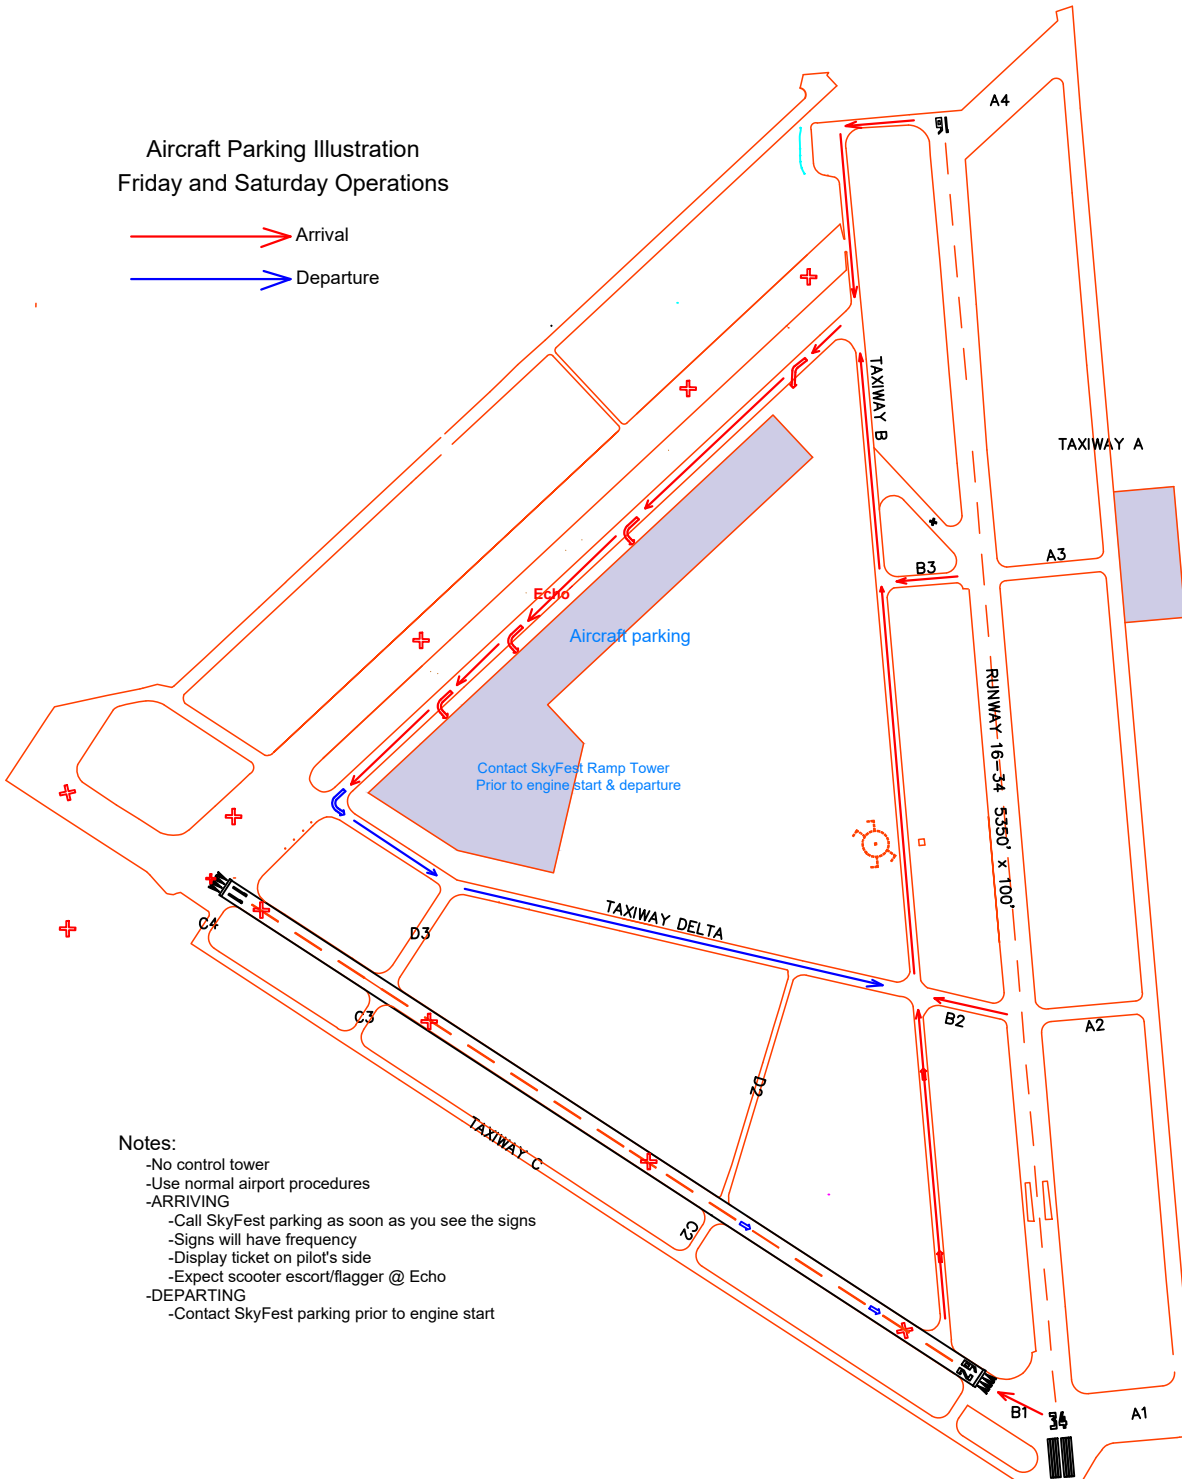 Aircraft Parking Illustration
Friday and Saturday Operations
Arrival
Departure
A4
16
TAXIWAY B
TAXIWAY A
A3
B3
Echo
Aircraft parking
RUNWAY 16-34 5350' x 100'
Contact SkyFest Ramp Tower
Prior to engine start & departure
11
C4
D3
TAXIWAY DELTA
C3
B2
A2
D2
TAXIWAY C
C2
Notes:
-No control tower
-Use normal airport procedures
-ARRIVING
-Call SkyFest parking as soon as you see the signs
-Signs will have frequency
-Display ticket on pilot's side
-Expect scooter escort/flagger @ Echo
-DEPARTING
-Contact SkyFest parking prior to engine start
29
B1
34
A1